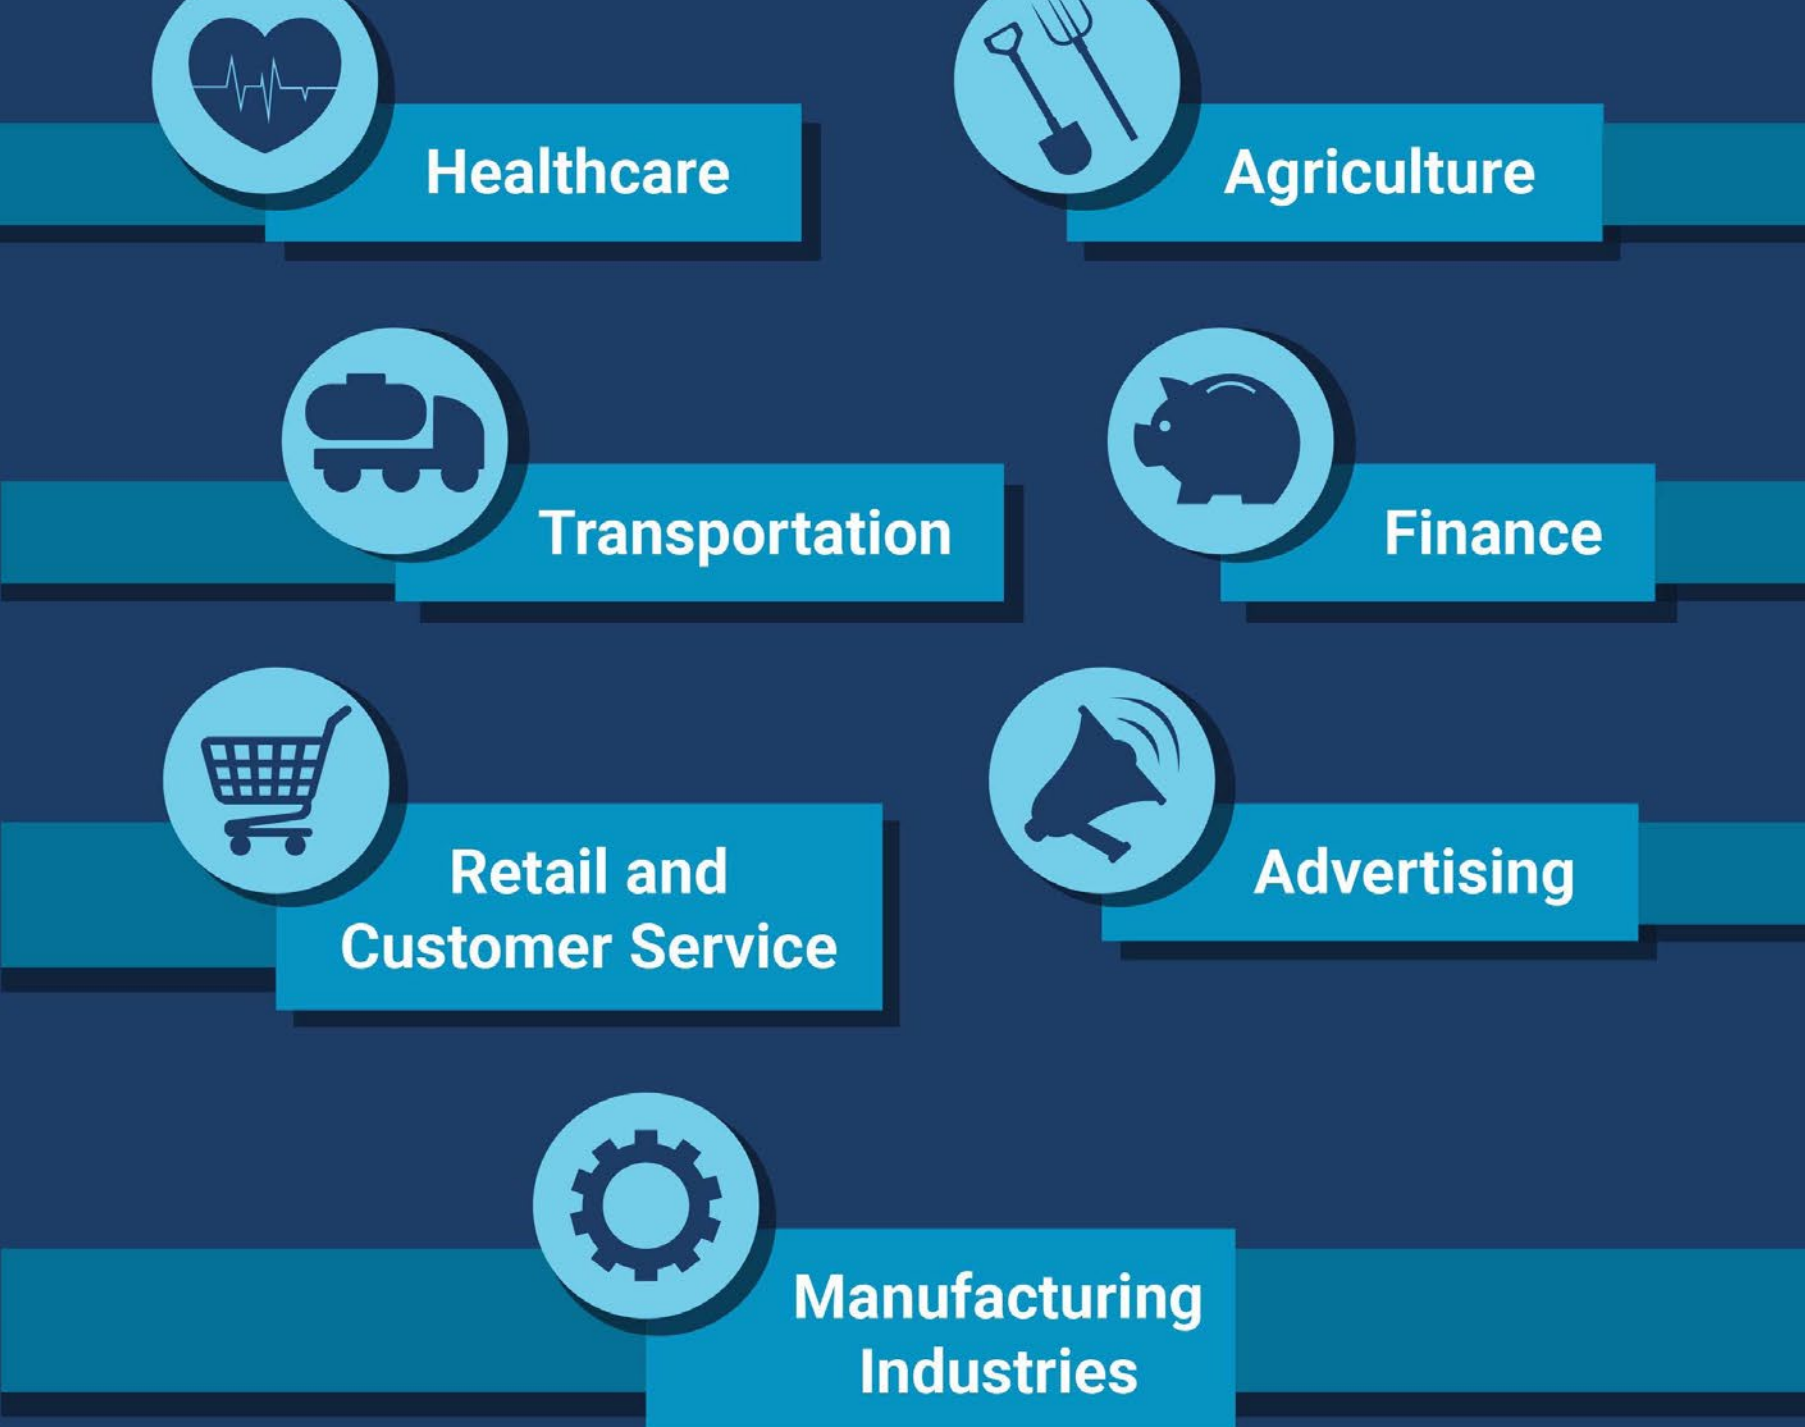 Healthcare
Agriculture
Transportation
Finance
Retail and
Customer Service
Advertising
Manufacturing
Industries